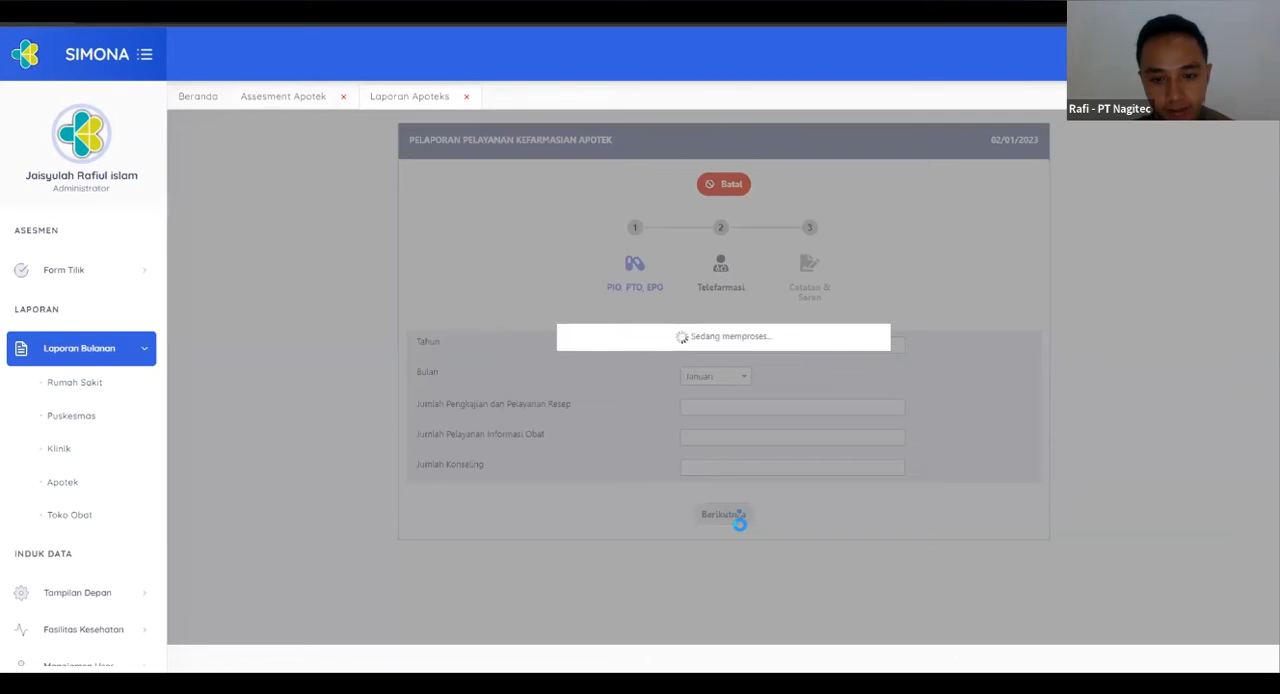 SIMONA
Rafi - PT Nagitec
Beranda
Assesment Apotek
Laporan Apoteks
Jaisyulah Rafiul islam
Administrator
ASESMEN
Form Tilik
LAPORAN
Laporan Bulanan
Rumah Sakit
Puskesmas
Klinik
Apotek
Toko Obat
INDUK DATA
Tampilan Depan
Fasilitas Kesehatan
Manajemen User
PELAPORAN PELAYANAN KEFARMASIAN APOTEK
02/01/2023
Batal
1
2
3
PIO, PTO, EPO
Telefarmasi
Catatan &
Saran
Sedang memproses...
Tahun
Bulan
Januari
Jumlah Pengkajian dan Pelayanan Resep
Jumlah Pelayanan Informasi Obat
Jumlah Konseling
Berikutnya